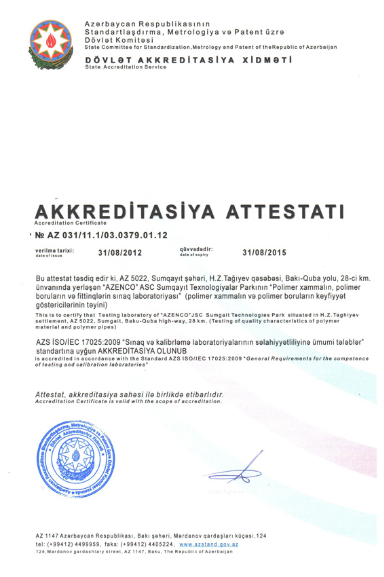 Azərbaycan Respublikasının
Standartlaşdırma, Metrologiya və Patent üzrə
Dövlət Komitəsi
State Committee for Standardization, Metrology and Patent of the Republic of Azerbaijan
DÖVLƏT AKKREDİTASİYA XİDMƏTİ
State Accreditation Service
AKKREDİTASİYA ATTESTATI
Accreditation Certificate
№ AZ 031/11.1/03.0379.01.12
verilmə tarixi: 31/08/2012 qüvvədədir: 31/08/2015
date of issue date of expiry
Bu attestat təsdiq edir ki, AZ 5022, Sumqayıt şəhəri, H.Z.Tağıyev qəsəbəsi, Bakı-Quba yolu, 28-ci km.
ünvanında yerləşən "AZENCO" ASC Sumqayıt Texnologiyalar Parkının "Polimer xammalın, polimer
boruların və fittinqlərin sınaq laboratoriyası" (polimer xammalın və polimer boruların keyfiyyət
göstəricilərinin təyini)
This is to certify that Testing laboratory of "AZENCO"JSC Sumgait Technologies Park situated in H.Z.Taghiyev
settlement, AZ 5022, Sumgait, Baku-Guba highway, 28 km. (Testing of quality characteristics of polymer
material and polymer pipes)
AZS ISO/IEC 17025:2009 "Sınaq və kalibrləmə laboratoriyalarının səlahiyyətliliyinə ümumi tələblər"
standartına uyğun AKKREDİTASİYA OLUNUB
is accredited in accordance with the Standard AZS ISO/IEC 17025:2009 "General Requirements for the competence
of testing and calibration laboratories"
Attestat, akkreditasiya sahəsi ilə birlikdə etibarlıdır.
Accreditation Certificate is valid with the scope of accreditation.
AZ 1147 Azərbaycan Respublikası, Bakı şəhəri, Mərdanov qardaşları küçəsi, 124
tel: (+99412) 4499959, faks: (+99412) 4405224, www.azstand.gov.az
124, Mardanov gardashlary street, AZ 1147, Baku, The Republic of Azerbaijan